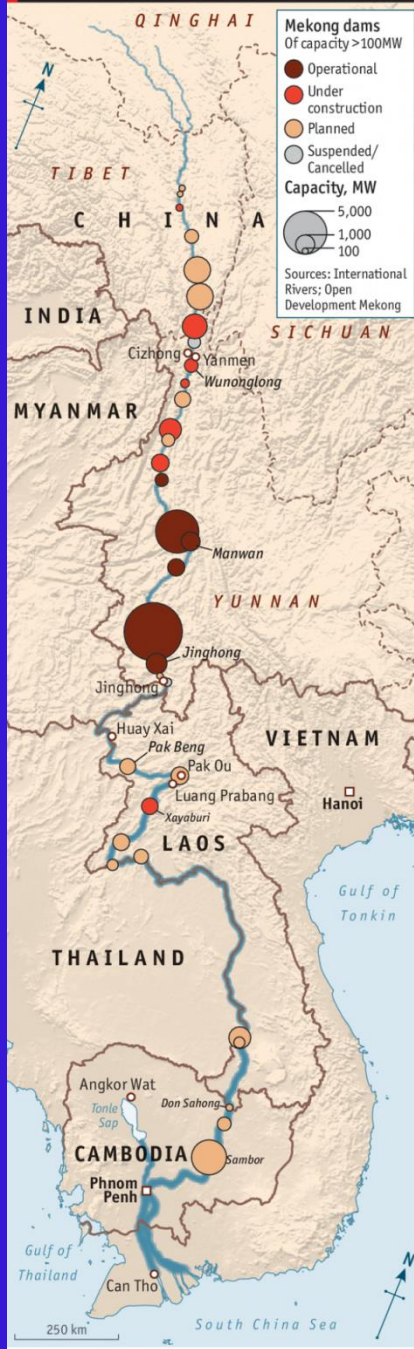 QINGHAI
Mekong dams
Of capacity >100MW
Operational
Under
construction
Planned
Suspended/
Cancelled
Capacity, MW
5,000
1,000
100
Sources: International
Rivers; Open
Development Mekong
N
TIBET
CHINA
INDIA
SICHUAN
Cizhong
Yanmen
Wunonglong
MYANMAR
Manwan
YUNNAN
Jinghong
Jinghong
Huay Xai
Pak Beng
VIETNAM
Pak Ou
Luang Prabang
Hanoi
Xayaburi
LAOS
Gulf of
Tonkin
THAILAND
Angkor Wat
Tonle
Sap
Don Sahong
CAMBODIA
Sambor
Phnom
Penh
Gulf of
Thailand
Can Tho
N
South China Sea
250 km